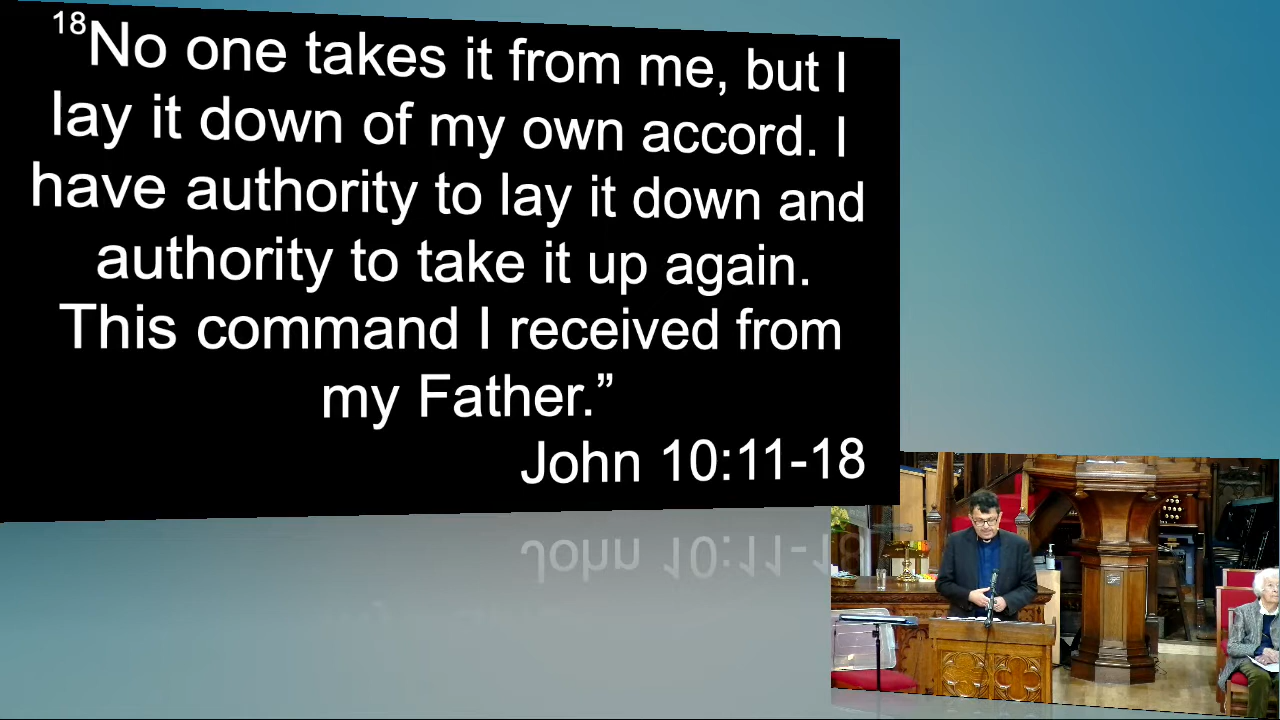 18No one takes it from me, but I
lay it down of my own accord. I
have authority to lay it down and
authority to take it up again.
This command I received from
my Father.”
John 10:11-18